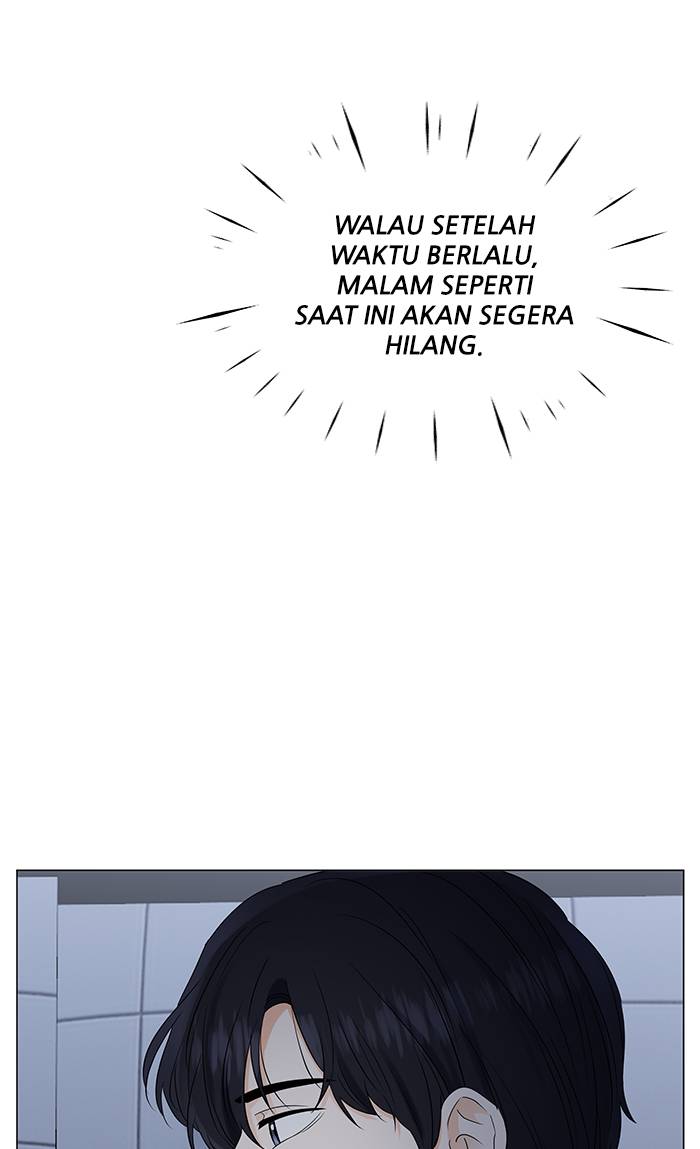 WALAU SETELAH
WAKTU BERLALU,
MALAM SEPERTI
SAAT INI AKAN SEGERA
HILANG.